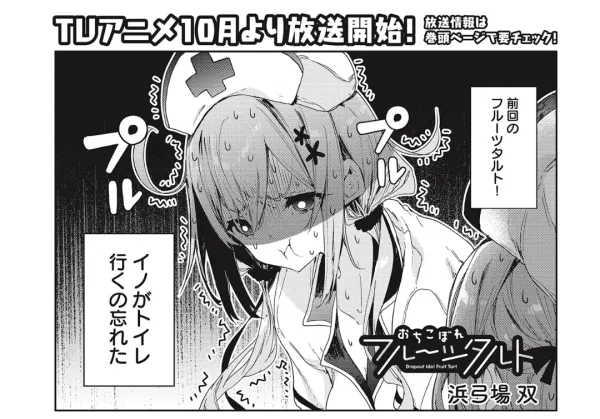 TVアニメ10月より放送開始!
放送情報は
巻頭ページで要チェック!
前回の
フルーツタルト!
プル
プル
イノがトイレ
行くの忘れた
おちこぼれ
フルーツタルト
Dropout Idol Fruit Tart
浜弓場 双